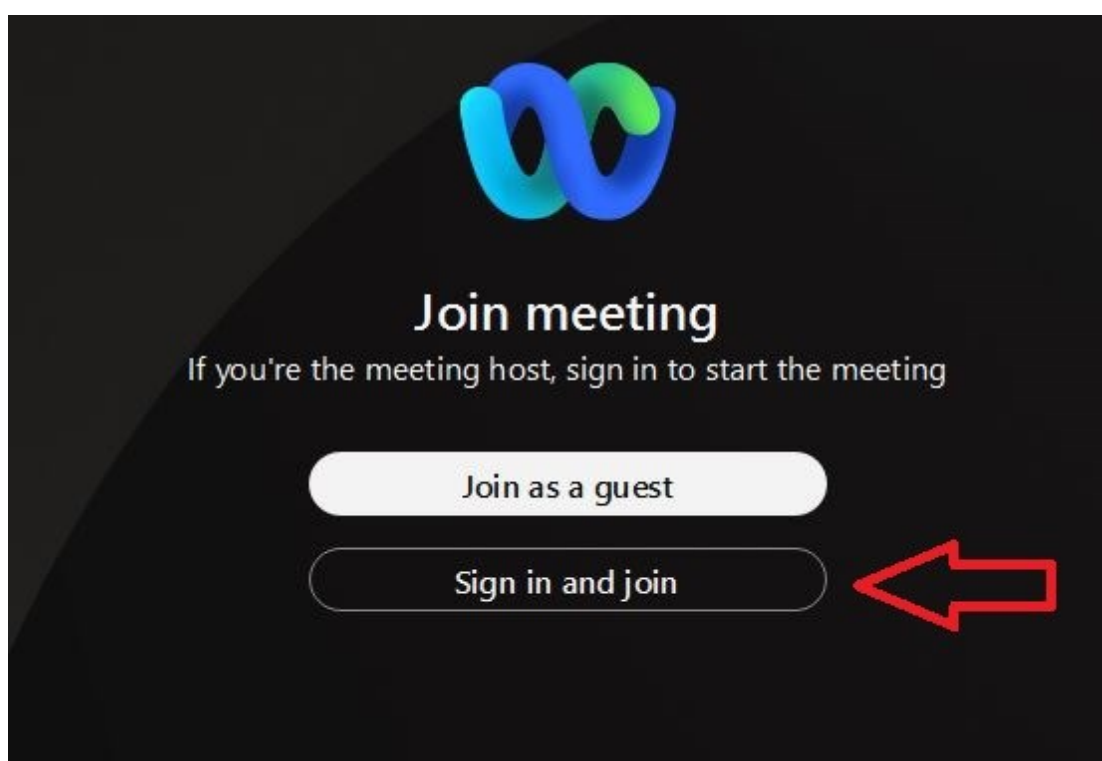 Join meeting
If you're the meeting host, sign in to start the meeting
Join as a guest
Sign in and join